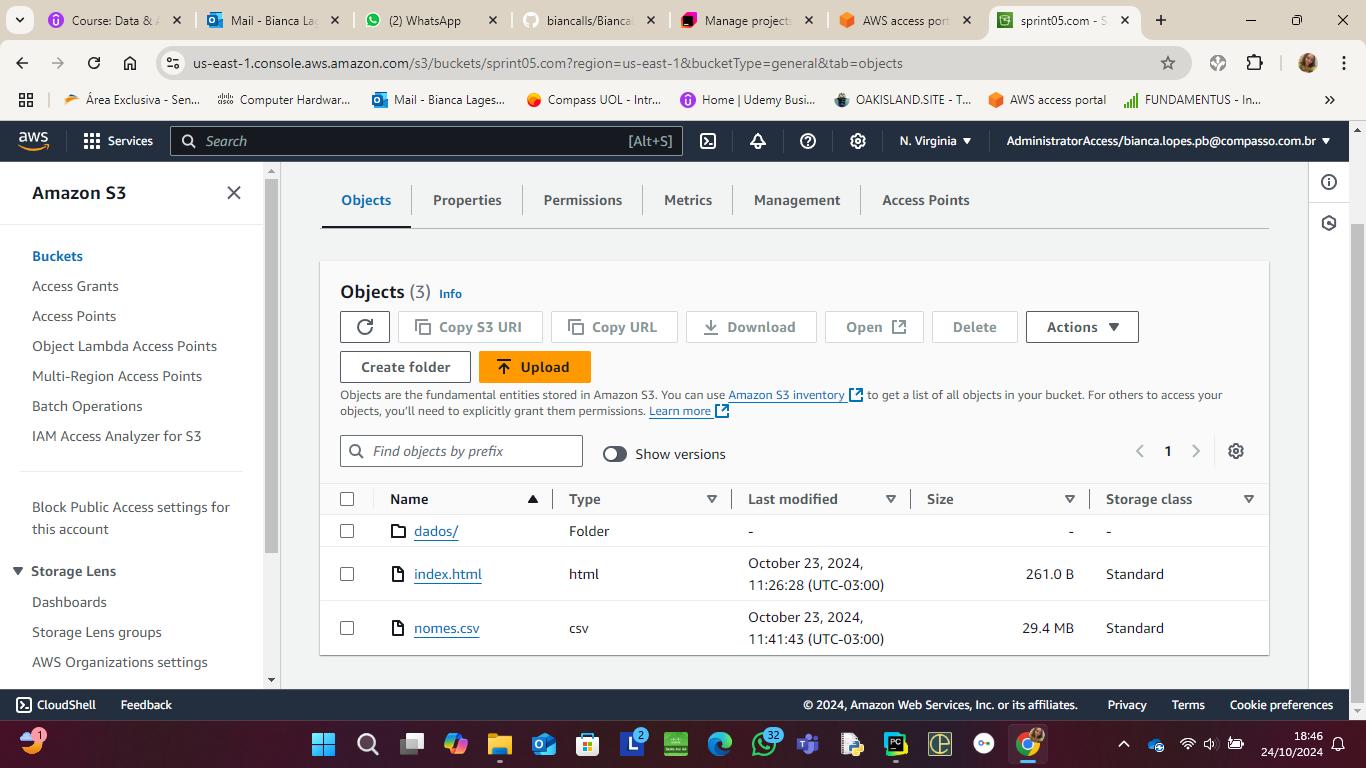 Course: Data & A
Mail - Bianca Lag
(2) WhatsApp
biancalls/Bianca
Manage projects
AWS access port
sprint05.com - S
us-east-1.console.aws.amazon.com/s3/buckets/sprint05.com?region=us-east-1&bucketType=general&tab=objects
Área Exclusiva - Sen...
Computer Hardwar...
Mail - Bianca Lages...
Compass UOL - Intr...
Home | Udemy Busi...
OAKISLAND.SITE - T...
AWS access portal
FUNDAMENTUS - In...
aws
Services
Search
[Alt+S]
N. Virginia
AdministratorAccess/bianca.lopes.pb@compasso.com.br
Amazon S3
Buckets
Access Grants
Access Points
Object Lambda Access Points
Multi-Region Access Points
Batch Operations
IAM Access Analyzer for S3
Block Public Access settings for
this account
Storage Lens
Dashboards
Storage Lens groups
AWS Organizations settings
Objects
Properties
Permissions
Metrics
Management
Access Points
Objects (3) Info
Copy S3 URI
Copy URL
Download
Open
Delete
Actions
Create folder
Upload
Objects are the fundamental entities stored in Amazon S3. You can use Amazon S3 inventory to get a list of all objects in your bucket. For others to access your
objects, you'll need to explicitly grant them permissions. Learn more
Find objects by prefix
Show versions
1
Name
Type
Last modified
Size
Storage class
dados/
Folder
-
-
-
index.html
html
October 23, 2024,
11:26:28 (UTC-03:00)
261.0 B
Standard
nomes.csv
csv
October 23, 2024,
11:41:43 (UTC-03:00)
29.4 MB
Standard
CloudShell
Feedback
© 2024, Amazon Web Services, Inc. or its affiliates.
Privacy
Terms
Cookie preferences
1
2
32
PC
18:46
24/10/2024